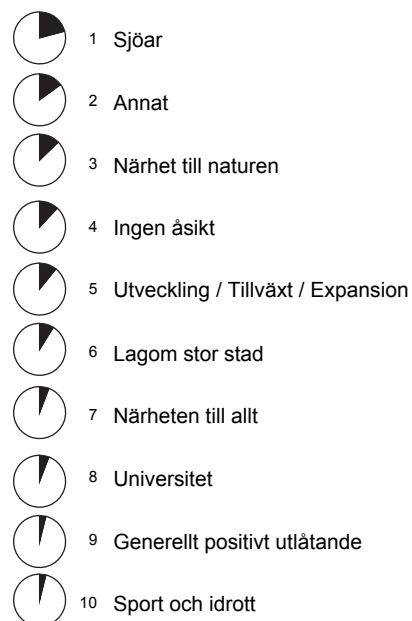 1 Sjöar
2 Annat
3 Närhet till naturen
4 Ingen åsikt
5 Utveckling / Tillväxt / Expansion
6 Lagom stor stad
7 Närheten till allt
8 Universitet
9 Generellt positivt utlåtande
10 Sport och idrott